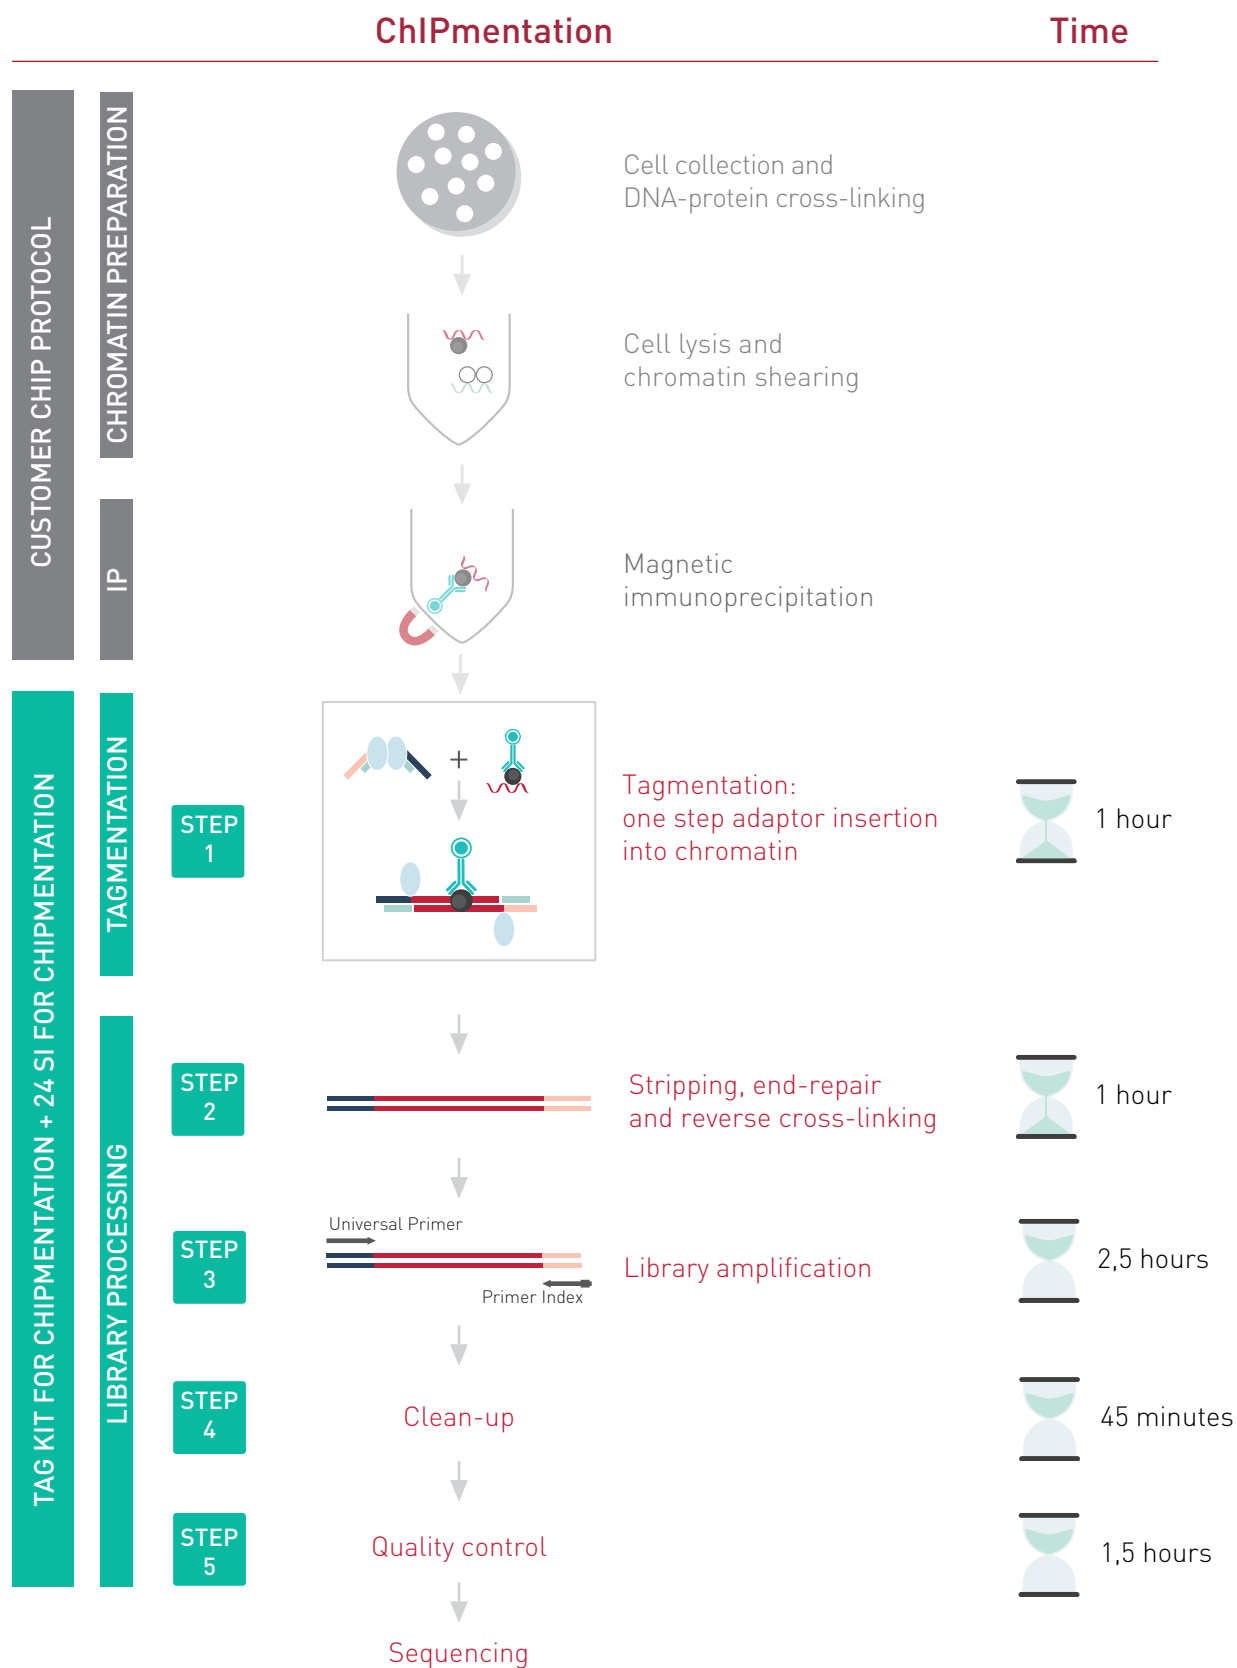 ChIPmentation
Time
CUSTOMER CHIP PROTOCOL
CHROMATIN PREPARATION
Cell collection and
DNA-protein cross-linking
Cell lysis and
chromatin shearing
IP
Magnetic
immunoprecipitation
TAG KIT FOR CHIPMENTATION + 24 SI FOR CHIPMENTATION
TAGMENTATION
STEP
1
+
Tagmentation:
one step adaptor insertion
into chromatin
1 hour
LIBRARY PROCESSING
STEP
2
Stripping, end-repair
and reverse cross-linking
1 hour
STEP
3
Universal Primer
Primer Index
Library amplification
2,5 hours
STEP
4
Clean-up
45 minutes
STEP
5
Quality control
1,5 hours
Sequencing